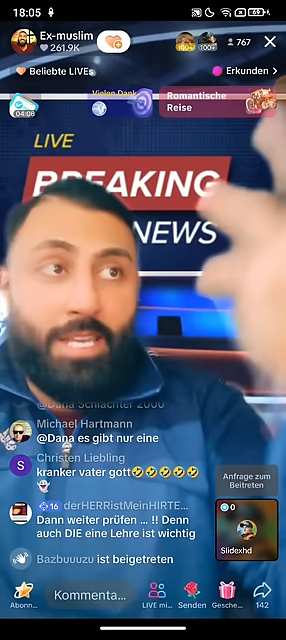 18:05
69
Ex-muslim
261.9K
100+
100+
767
Beliebte LIVEs
Erkunden >
04:08
Vielen Dank
Romantische
Reise
LIVE
BREAKING
NEWS
@Dana Schlachter 2000
Michael Hartmann
@Dana es gibt nur eine
S
Christen Liebling
kranker vater gott🤣🤣🤣🤣🤣
👻
16 derHERRistMeinHIRTE...
Dann weiter prüfen ... !! Denn
auch DIE eine Lehre ist wichtig
Bazbuuuzu ist beigetreten
Anfrage zum
Beitreten
0
Slidexhd
Abonn...
Kommenta...
LIVE mi...
Senden
Gesche...
142